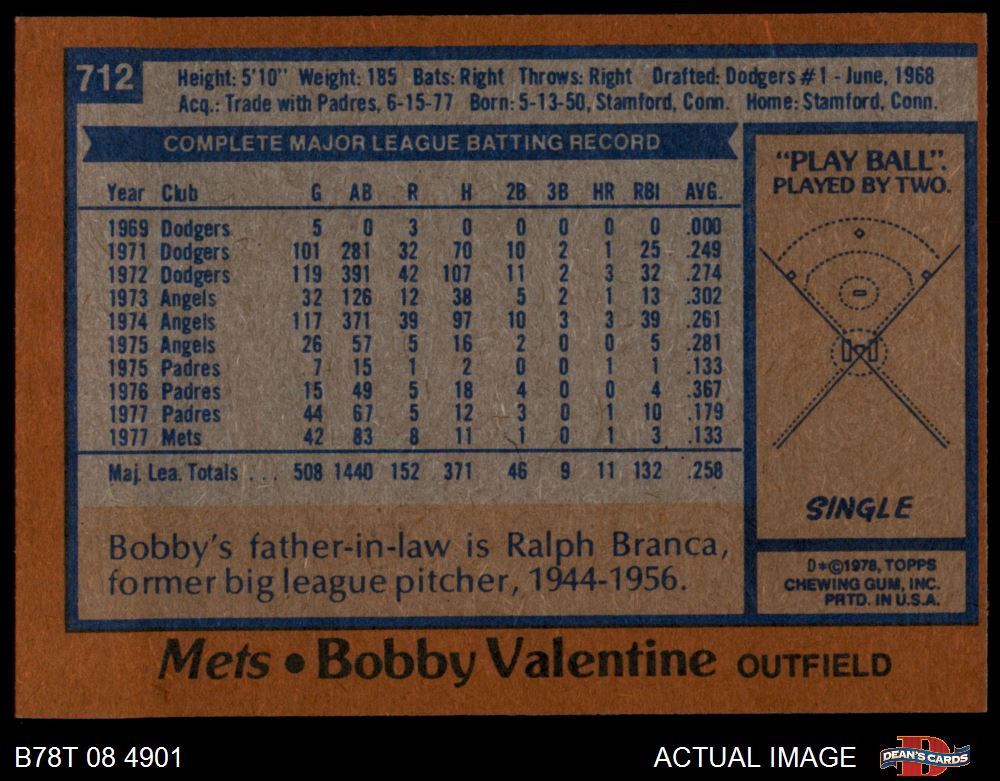 712
Height: 5'10" Weight: 185 Bats: Right Throws: Right Drafted: Dodgers #1 - June, 1968
Acq.: Trade with Padres, 6-15-77 Born: 5-13-50, Stamford, Conn. Home: Stamford, Conn.
COMPLETE MAJOR LEAGUE BATTING RECORD
Year Club G AB R H 2B 3B HR RBI AVG.
1969 Dodgers 5 0 3 0 0 0 0 0 .000
1971 Dodgers 101 281 32 70 10 2 1 25 .249
1972 Dodgers 119 391 42 107 11 2 3 32 .274
1973 Angels 32 126 12 38 5 2 1 13 .302
1974 Angels 117 371 39 97 10 3 3 39 .261
1975 Angels 26 57 5 16 2 0 0 5 .281
1975 Padres 7 15 1 2 0 0 1 1 .133
1976 Padres 15 49 5 18 4 0 0 4 .367
1977 Padres 44 67 5 12 3 0 1 10 .179
1977 Mets 42 83 8 11 1 0 1 3 .133
Maj. Lea. Totals . . . 508 1440 152 371 46 9 11 132 .258
Bobby's father-in-law is Ralph Branca,
former big league pitcher, 1944-1956.
"PLAY BALL".
PLAYED BY TWO.
SINGLE
D*©1978, TOPPS
CHEWING GUM, INC.
PRTD. IN U.S.A.
Mets • Bobby Valentine OUTFIELD
B78T 08 4901
ACTUAL IMAGE
DEAN'S CARDS